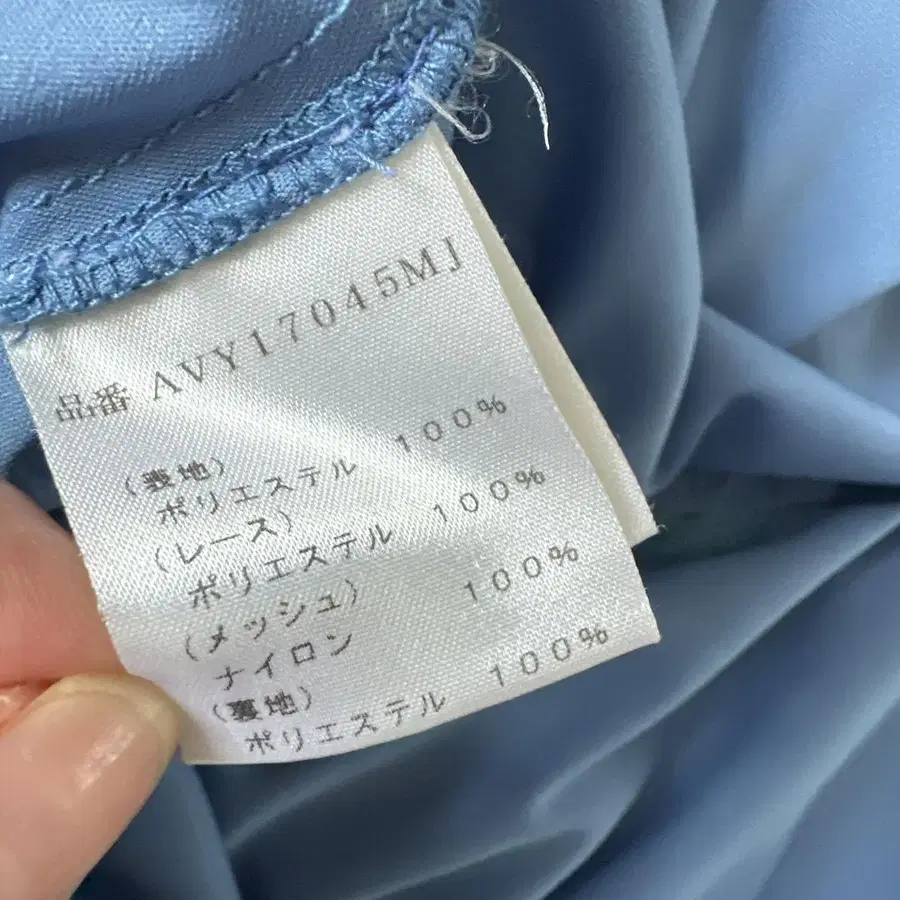 品番 AVY17045MJ
(表地)
ポリエステル 100%
(レース)
ポリエステル 100%
(メッシュ)
ナイロン 100%
(裏地)
ポリエステル 100%